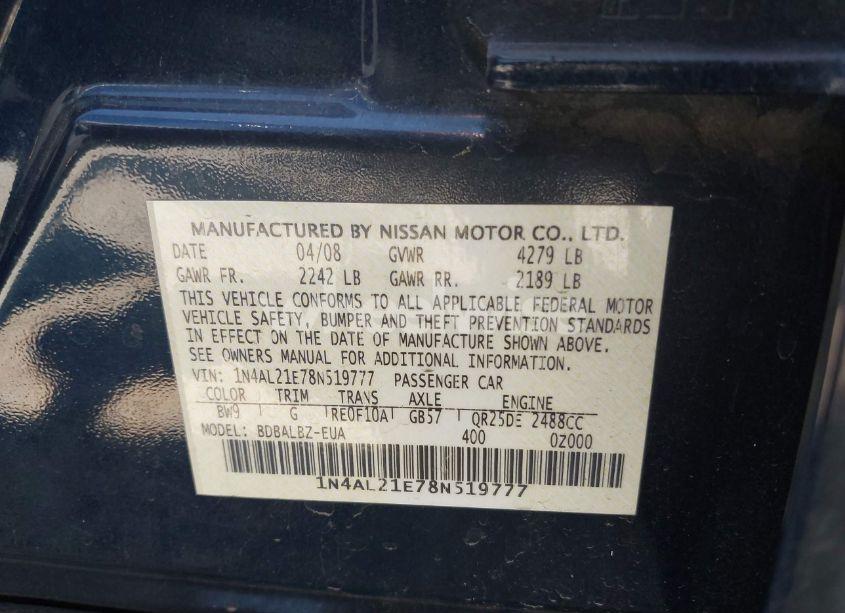 MANUFACTURED BY NISSAN MOTOR CO., LTD.
DATE 04/08 GVWR 4279 LB
GAWR FR. 2242 LB GAWR RR. 2189 LB
THIS VEHICLE CONFORMS TO ALL APPLICABLE FEDERAL MOTOR
VEHICLE SAFETY, BUMPER AND THEFT PREVENTION STANDARDS
IN EFFECT ON THE DATE OF MANUFACTURE SHOWN ABOVE.
SEE OWNERS MANUAL FOR ADDITIONAL INFORMATION.
VIN: 1N4AL21E78N519777 PASSENGER CAR
COLOR TRIM TRANS AXLE ENGINE
BW9 G RE0F10A GB57 QR25DE 2488CC
MODEL: BDBALBZ-EUA 400 0Z000
1N4AL21E78N519777